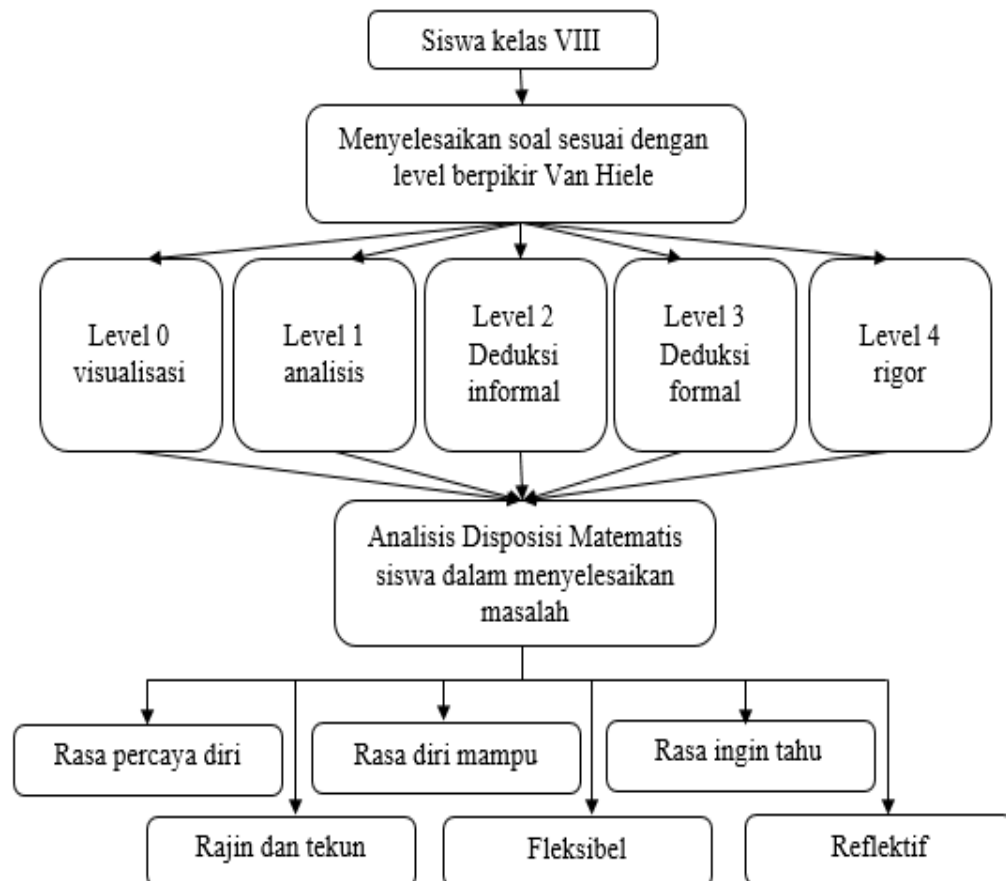 Siswa kelas VIII
Menyelesaikan soal sesuai dengan
level berpikir Van Hiele
Level 0
visualisasi
Level 1
analisis
Level 2
Deduksi
informal
Level 3
Deduksi
formal
Level 4
rigor
Analisis Disposisi Matematis
siswa dalam menyelesaikan
masalah
Rasa percaya diri
Rasa diri mampu
Rasa ingin tahu
Rajin dan tekun
Fleksibel
Reflektif